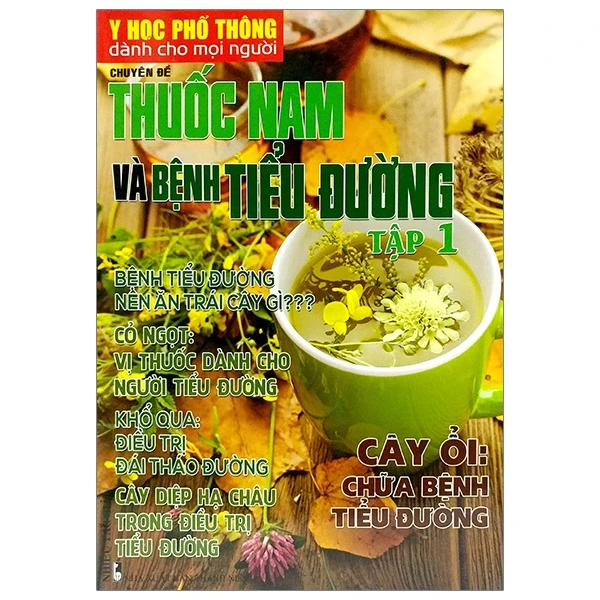 Y HỌC PHỔ THÔNG
dành cho mọi người
CHUYÊN ĐỀ
THUỐC NAM
VÀ BỆNH TIỂU ĐƯỜNG
TẬP 1
BỆNH TIỂU ĐƯỜNG
NÊN ĂN TRÁI CÂY GÌ???
CỎ NGỌT:
VỊ THUỐC DÀNH CHO
NGƯỜI TIỂU ĐƯỜNG
KHỔ QUA:
ĐIỀU TRỊ
ĐÁI THÁO ĐƯỜNG
CÂY DIỆP HẠ CHÂU
TRONG ĐIỀU TRỊ
TIỂU ĐƯỜNG
CÂY ỔI:
CHỮA BỆNH
TIỂU ĐƯỜNG